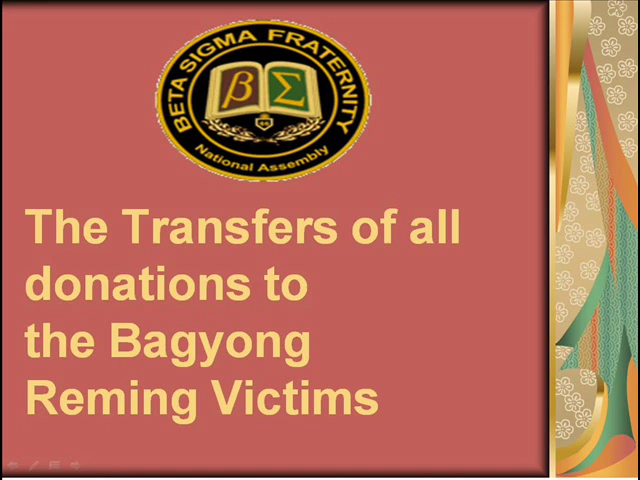 BETA SIGMA FRATERNITY
β Σ
National Assembly
The Transfers of all
donations to
the Bagyong
Reming Victims